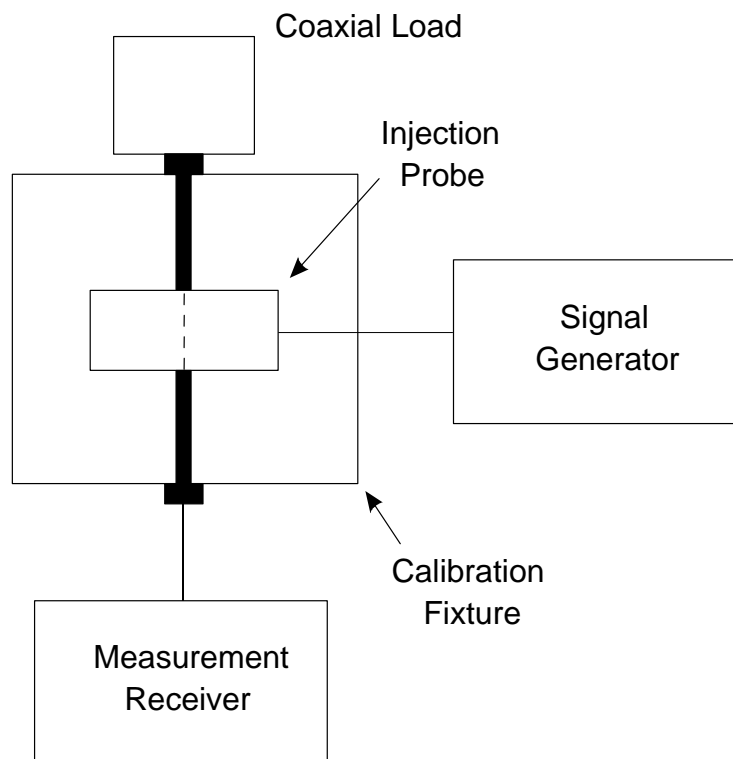 Coaxial Load
Injection
Probe
Signal
Generator
Calibration
Fixture
Measurement
Receiver